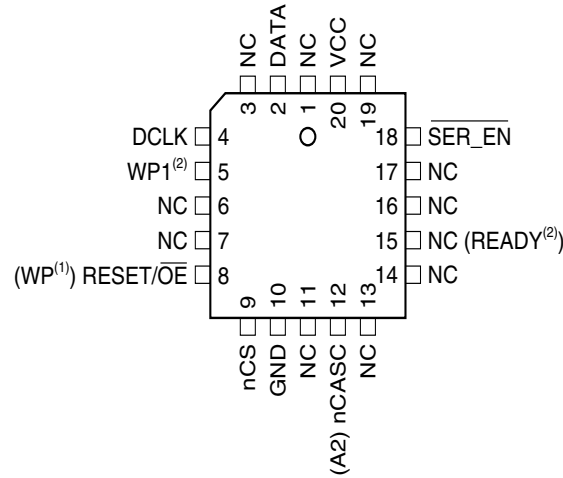 NC
DATA
NC
VCC
NC
3
2
1
20
19
DCLK 4
WP1(2) 5
NC 6
NC 7
(WP(1)) RESET/OE 8
18 SER_EN
17 NC
16 NC
15 NC (READY(2))
14 NC
9
10
11
12
13
nCS
GND
NC
(A2) nCASC
NC